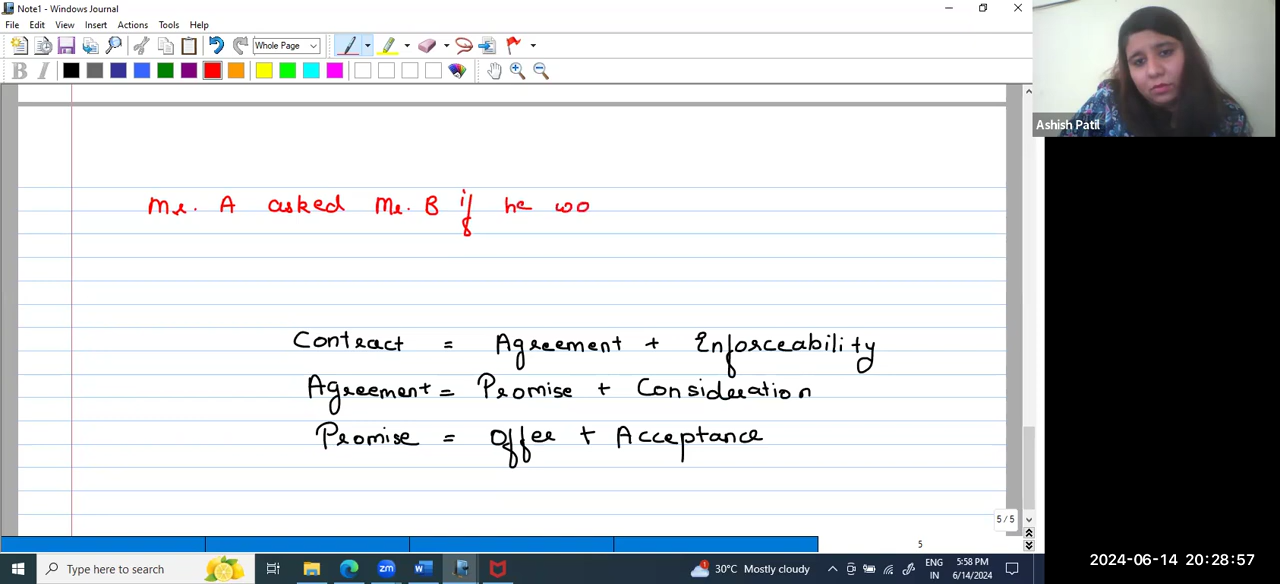 Note1 - Windows Journal
File Edit View Insert Actions Tools Help
Whole Page
B I
Ashish Patil
Mr. A asked Mr. B if he wo
Contract = Agreement + Enforceability
Agreement = Promise + Consideration
Promise = Offer + Acceptance
5 / 5
5
Type here to search
zm
W
30°C Mostly cloudy
ENG
IN
5:58 PM
6/14/2024
2024-06-14 20:28:57